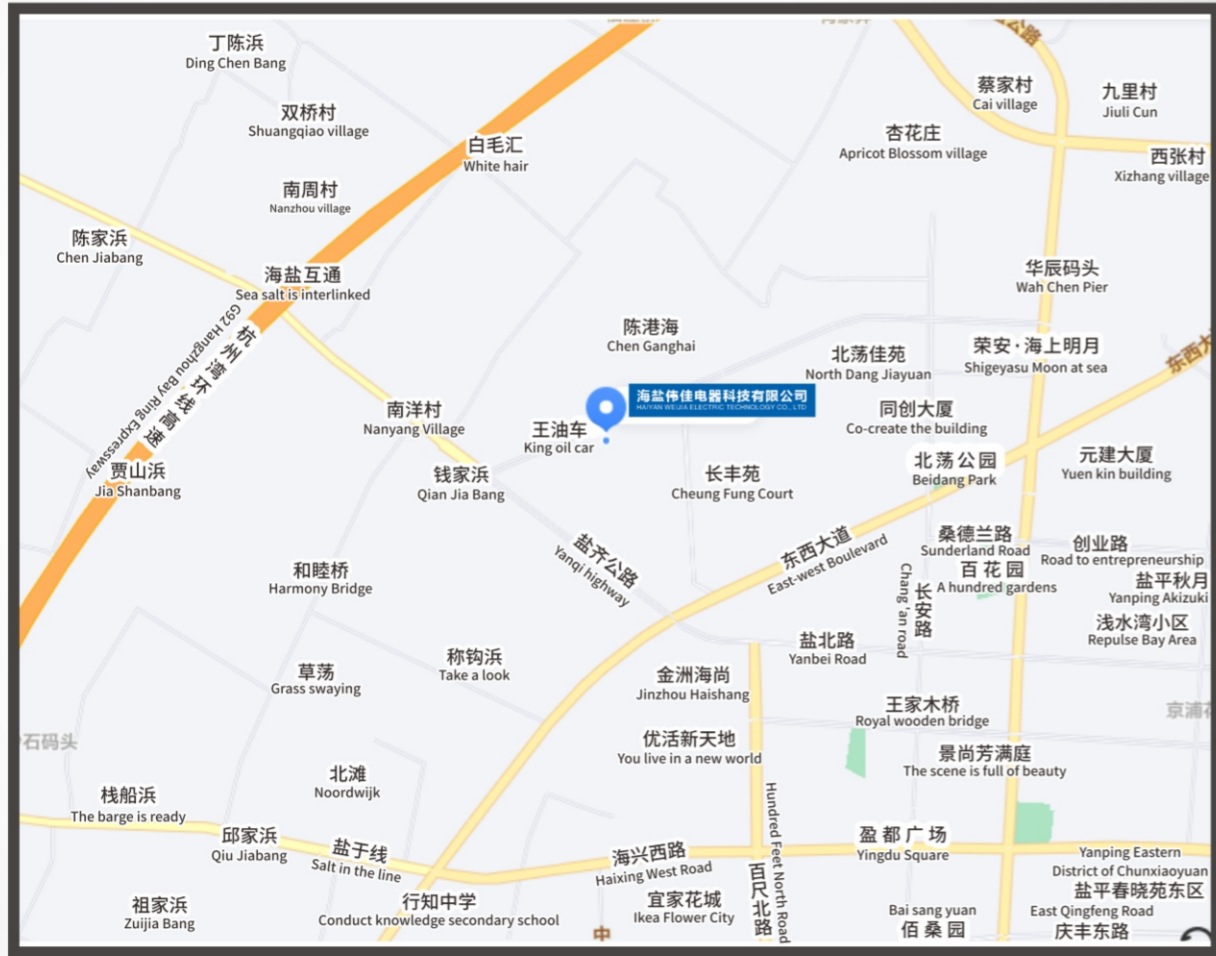 丁陈浜
Ding Chen Bang
双桥村
Shuangqiao village
白毛汇
White hair
蔡家村
Cai village
九里村
Jiuli Cun
杏花庄
Apricot Blossom village
西张村
Xizhang village
南周村
Nanzhou village
陈家浜
Chen Jiabang
海盐互通
Sea salt is interlinked
华辰码头
Wah Chen Pier
杭州湾环线高速
G92 Hangzhou Bay Ring Expressway
陈港海
Chen Ganghai
北荡佳苑
North Dang Jiayuan
荣安·海上明月
Shigeyasu Moon at sea
东西大
海盐伟佳电器科技有限公司
HAIYAN WEIJIA ELECTRIC TECHNOLOGY CO., LTD
南洋村
Nanyang Village
王油车
King oil car
同创大厦
Co-create the building
贾山浜
Jia Shanbang
钱家浜
Qian Jia Bang
长丰苑
Cheung Fung Court
北荡公园
Beidang Park
元建大厦
Yuen kin building
盐齐公路
Yanqi highway
东西大道
East-west Boulevard
桑德兰路
Sunderland Road
创业路
Road to entrepreneurship
和睦桥
Harmony Bridge
百花园
A hundred gardens
盐平秋月
Yanping Akizuki
长安路
Chang 'an road
浅水湾小区
Repulse Bay Area
盐北路
Yanbei Road
草荡
Grass swaying
称钩浜
Take a look
金洲海尚
Jinzhou Haishang
王家木桥
Royal wooden bridge
京浦花
石码头
优活新天地
You live in a new world
景尚芳满庭
The scene is full of beauty
北滩
Noordwijk
栈船浜
The barge is ready
邱家浜
Qiu Jiabang
盐于线
Salt in the line
海兴西路
Haixing West Road
百尺北路
Hundred Feet North Road
盈都广场
Yingdu Square
Yanping Eastern
District of Chunxiaoyuan
盐平春晓苑东区
祖家浜
Zuijia Bang
行知中学
Conduct knowledge secondary school
宜家花城
Ikea Flower City
Bai sang yuan
佰桑园
East Qingfeng Road
庆丰东路
中